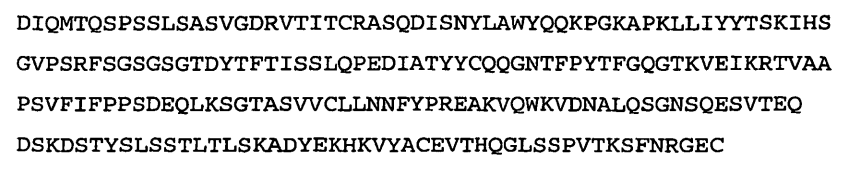 DIQMTQSPSSLSASVGDRVTITCRASQDISNYLAWYQQKPGKAPKLLIYYTSKIHS
GVPSRFSGSGSGTDYTFTISSLQPEDIATYYCQQGNTFPYTFGQGTKVEIKRTVAA
PSVFIFPPSDEQLKSGTASVVCLLNNFYPREAKVQWKVDNALQSGNSQESVTEQ
DSKDSTYSLSSTLTLSKADYEKHKVYACEVTHQGLSSPVTKSFNRGEC